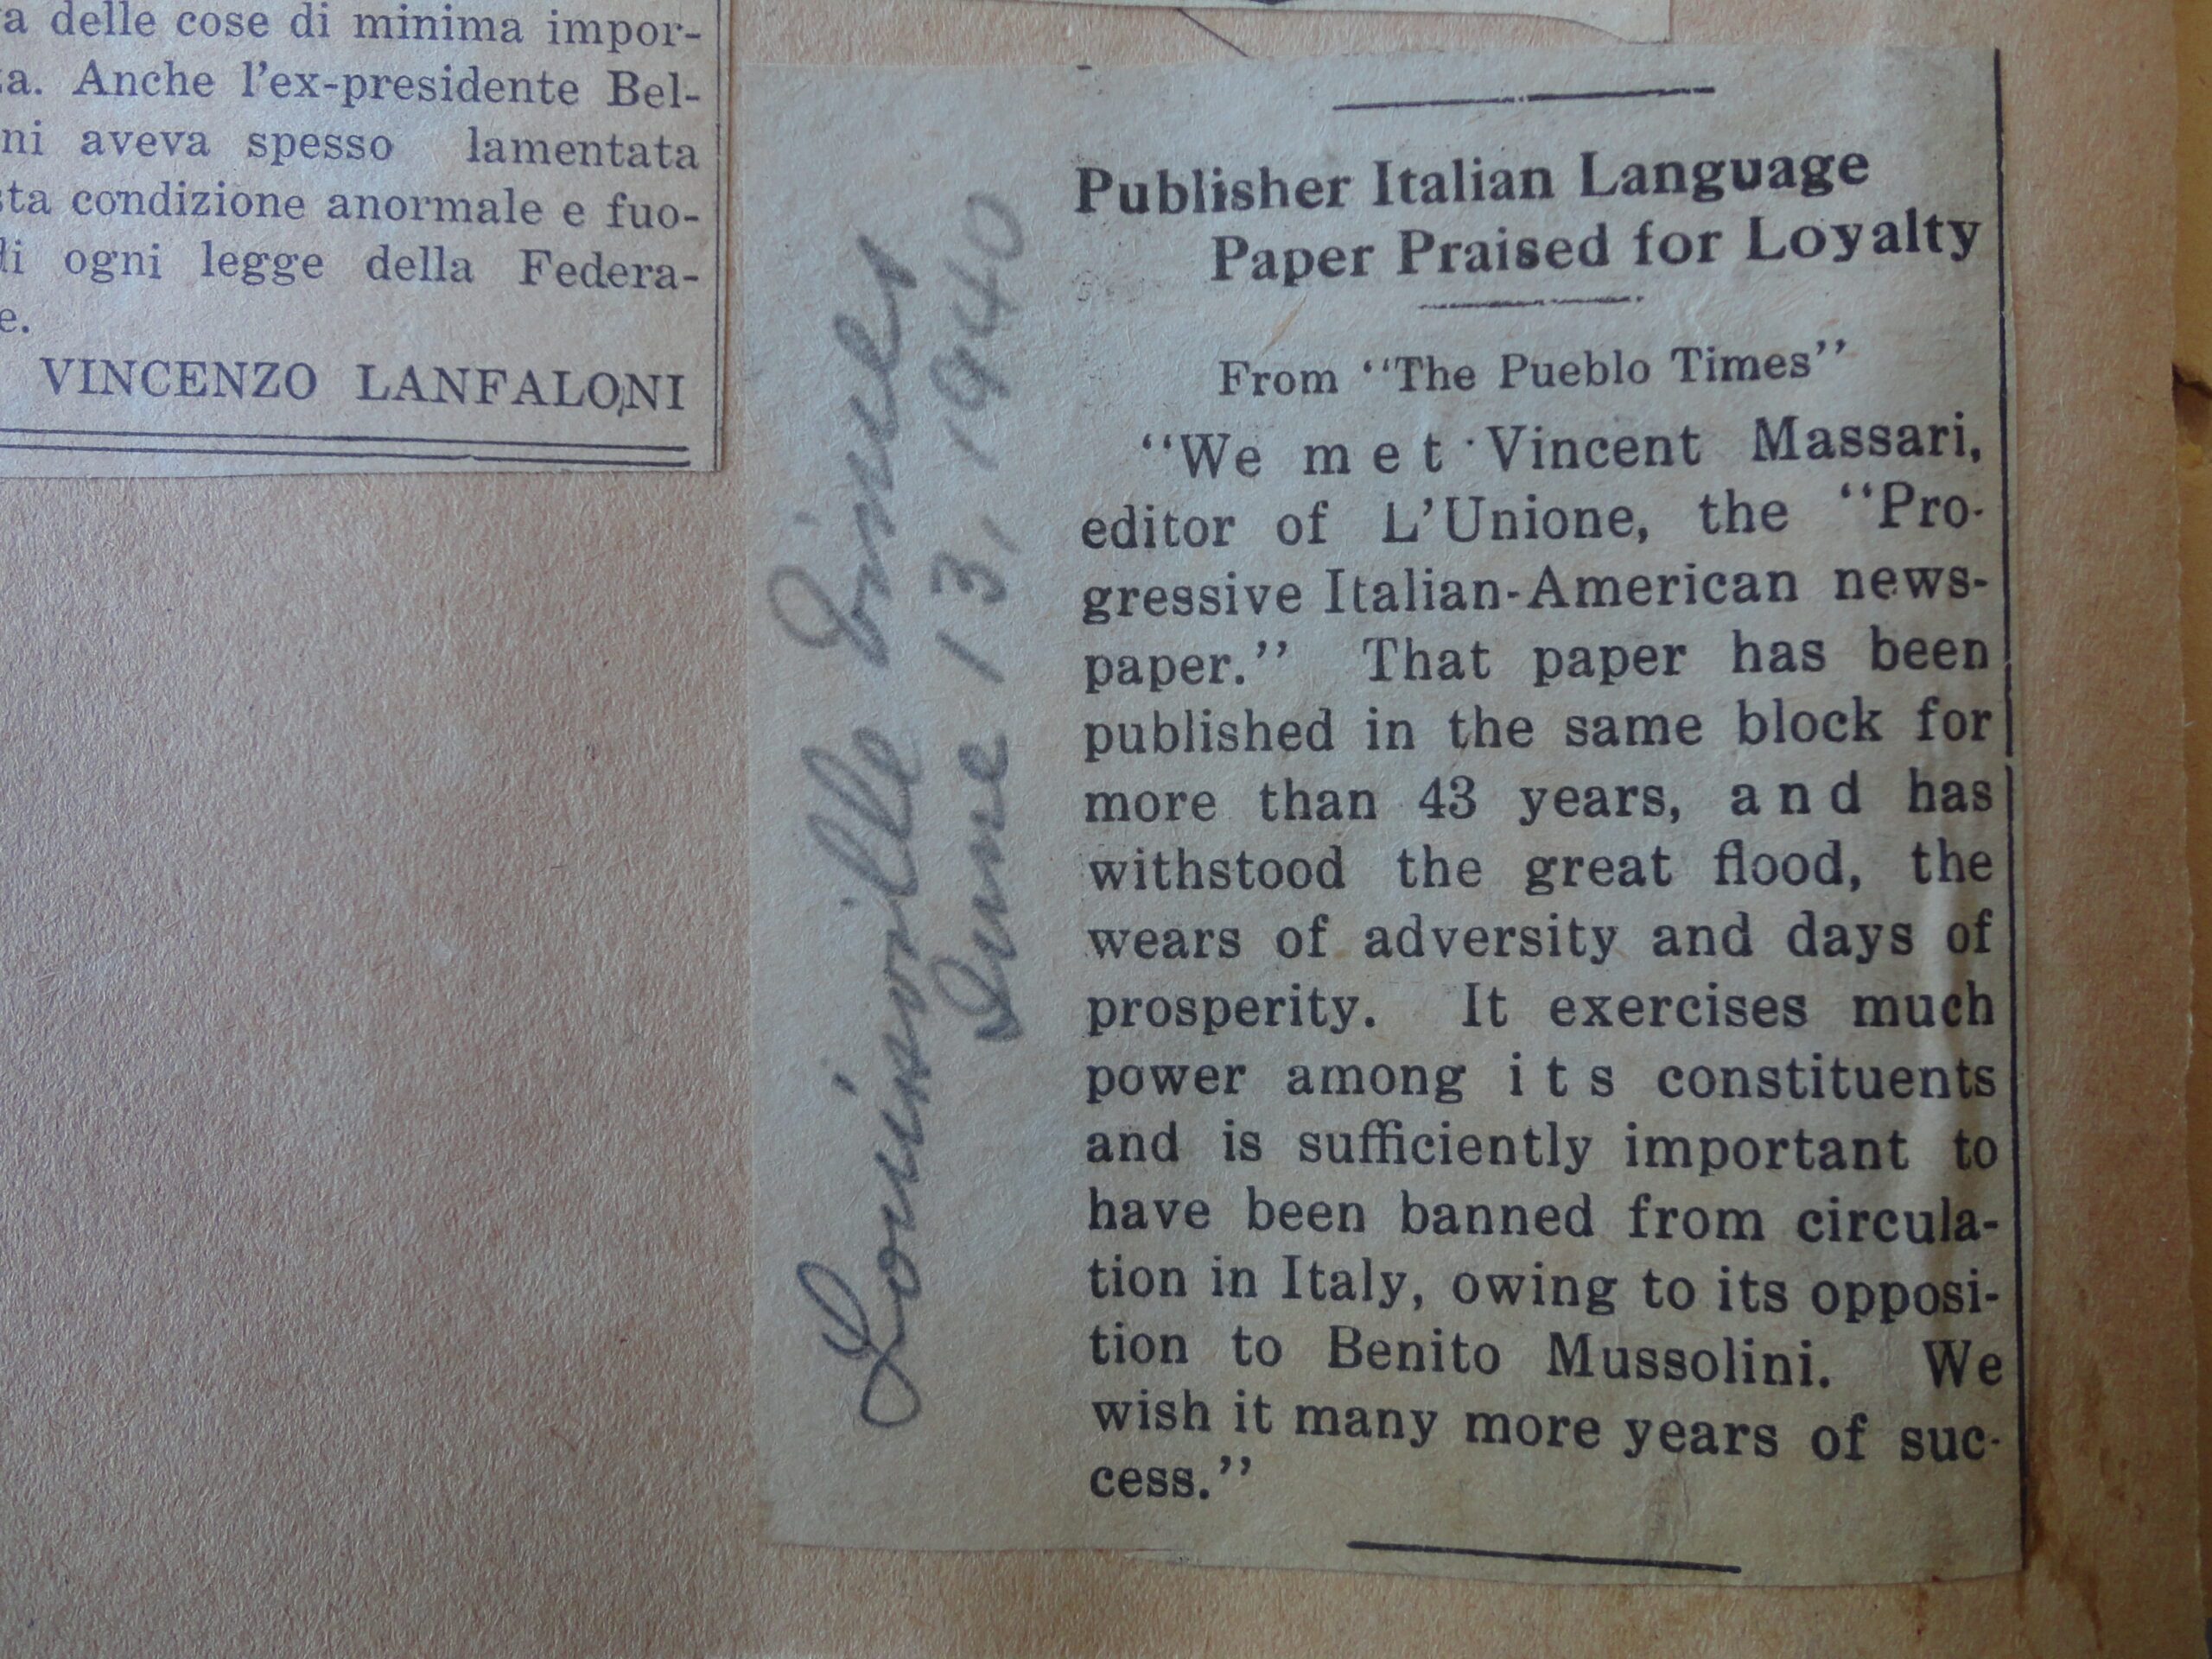 a delle cose di minima impor-
a. Anche l'ex-presidente Bel-
ni aveva spesso lamentata
sta condizione anormale e fuo-
di ogni legge della Federa-
e.
VINCENZO LANFALONI
Louisville Times
June 13, 1940
Publisher Italian Language
Paper Praised for Loyalty
From "The Pueblo Times"
"We met Vincent Massari,
editor of L'Unione, the "Pro-
gressive Italian-American news-
paper." That paper has been
published in the same block for
more than 43 years, and has
withstood the great flood, the
wears of adversity and days of
prosperity. It exercises much
power among its constituents
and is sufficiently important to
have been banned from circula-
tion in Italy, owing to its opposi-
tion to Benito Mussolini. We
wish it many more years of suc-
cess."